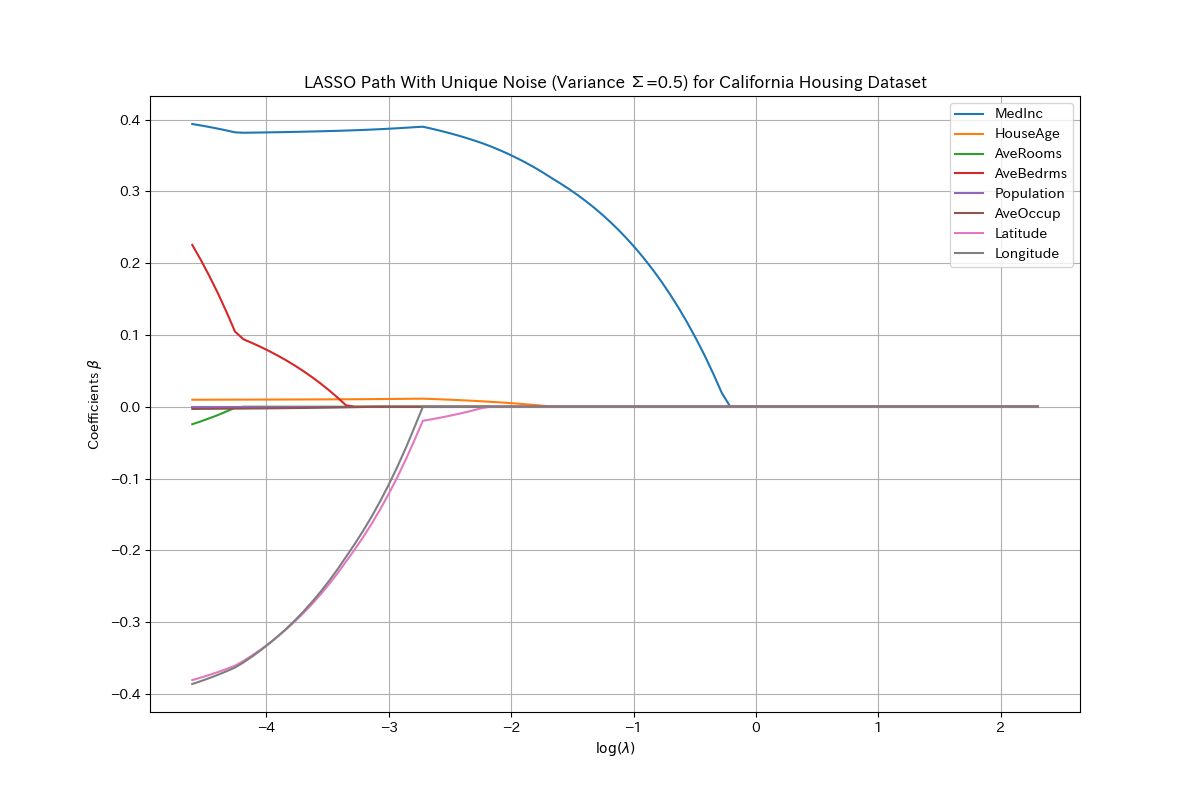 LASSO Path With Unique Noise (Variance Σ=0.5) for California Housing Dataset
MedInc
HouseAge
AveRooms
AveBedrms
Population
AveOccup
Latitude
Longitude
Coefficients β
0.4
0.3
0.2
0.1
0.0
−0.1
−0.2
−0.3
−0.4
−4 −3 −2 −1 0 1 2
log(λ)